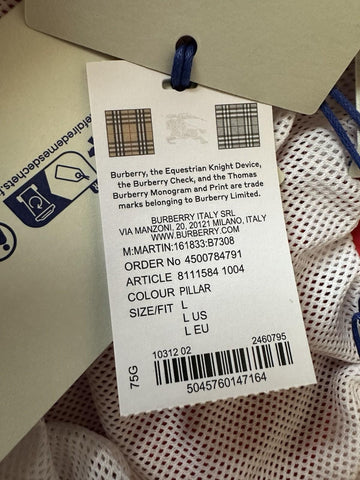 Burberry, the Equestrian Knight Device,
the Burberry Check, and the Thomas
Burberry Monogram and Print are trade
marks belonging to Burberry Limited.
BURBERRY ITALY SRL
VIA MANZONI, 20, 20121 MILANO, ITALY
WWW.BURBERRY.COM
M:MARTIN:161833:B7308
ORDER No 4500784791
ARTICLE 8111584 1004
COLOUR PILLAR
SIZE/FIT L
L US
L EU
10312 02 2460795
75G
5045760147164
elairedemesdechets.f